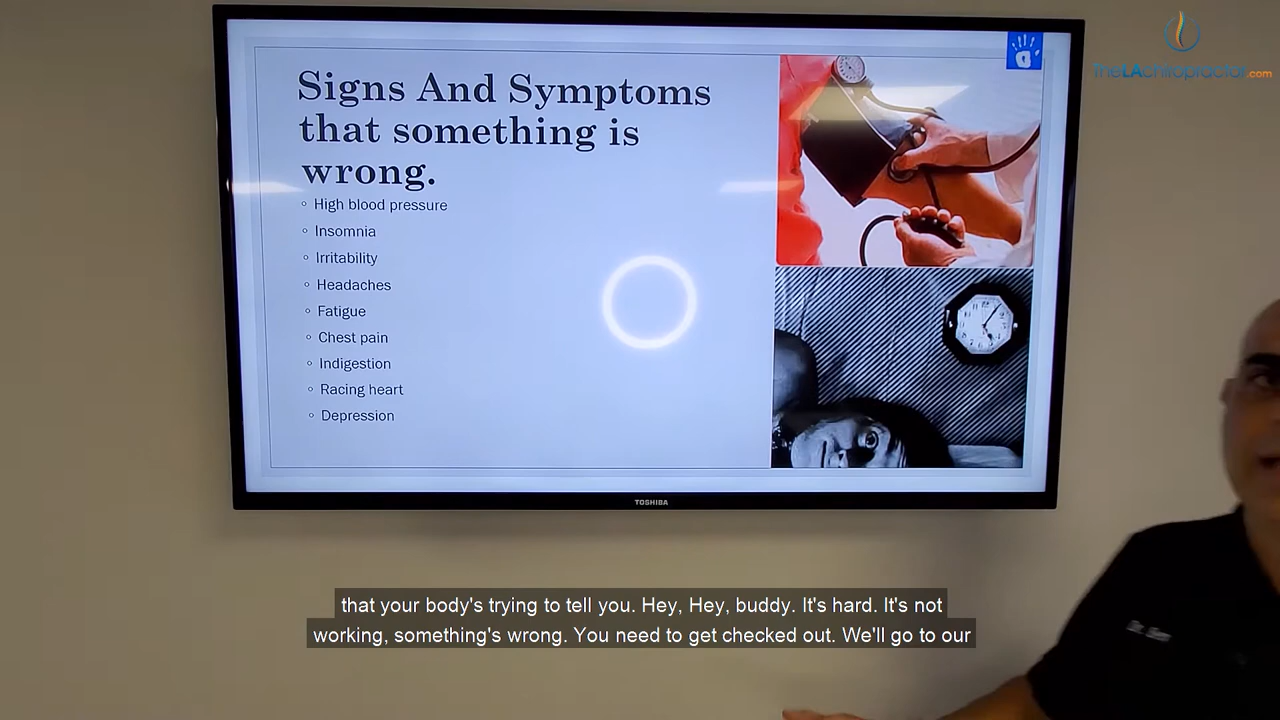 TheLAchiropractor.com
Signs And Symptoms
that something is
wrong.
High blood pressure
Insomnia
Irritability
Headaches
Fatigue
Chest pain
Indigestion
Racing heart
Depression
TOSHIBA
that your body's trying to tell you. Hey, Hey, buddy. It's hard. It's not
working, something's wrong. You need to get checked out. We'll go to our